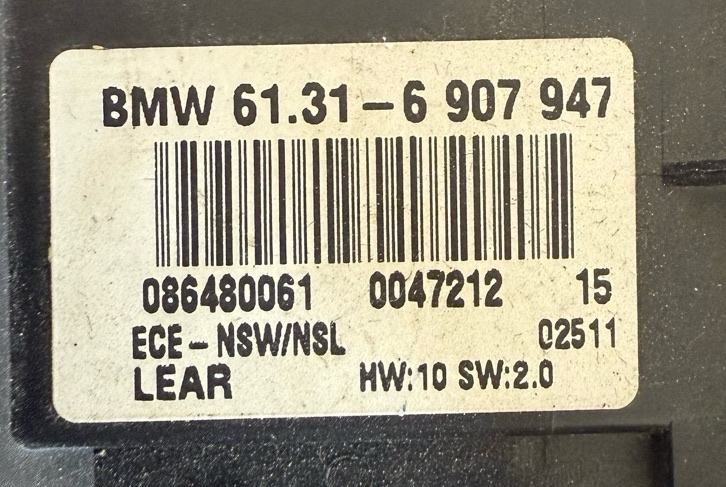 BMW 61.31-6 907 947
086480061 0047212 15
ECE-NSW/NSL 02511
LEAR HW:10 SW:2.0